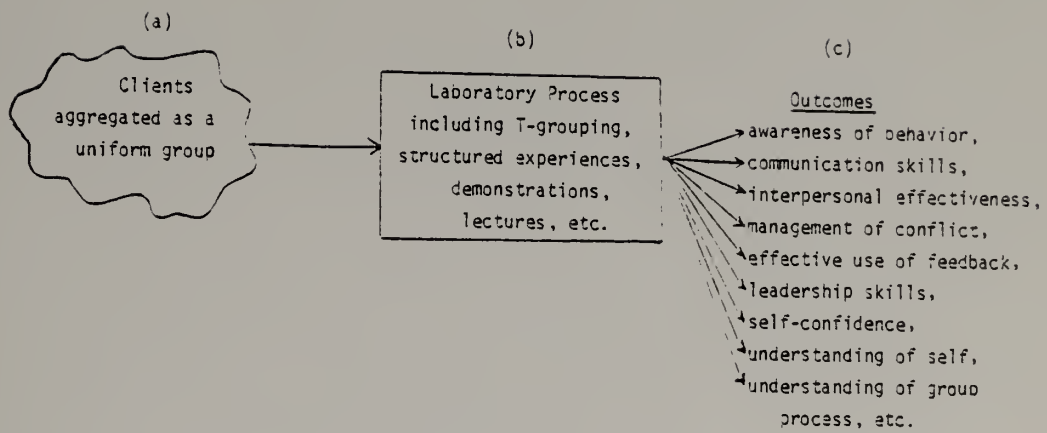 (a)
Clients
aggregated as a
uniform group
(b)
Laboratory Process
including T-grouping,
structured experiences,
demonstrations,
lectures, etc.
(c)
Outcomes
awareness of behavior,
communication skills,
interpersonal effectiveness,
management of conflict,
effective use of feedback,
leadership skills,
self-confidence,
understanding of self,
understanding of group
process, etc.